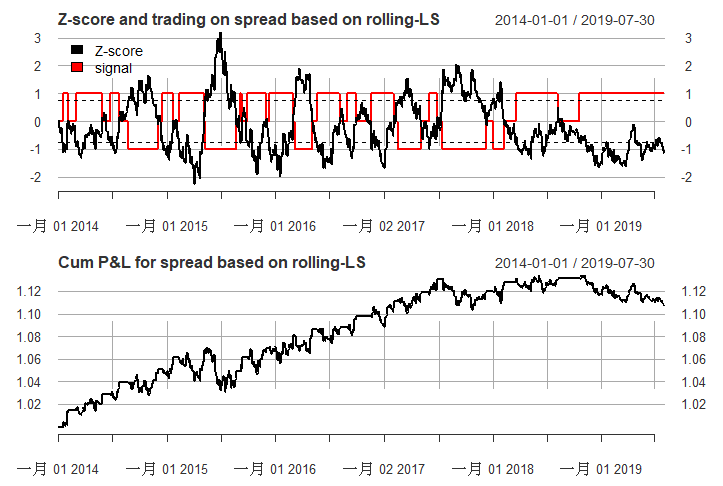 Z-score and trading on spread based on rolling-LS 2014-01-01 / 2019-07-30
Z-score
signal
3 3
2 2
1 1
0 0
-1 -1
-2 -2
一月 01 2014 一月 01 2015 一月 01 2016 一月 02 2017 一月 01 2018 一月 01 2019
Cum P&L for spread based on rolling-LS 2014-01-01 / 2019-07-30
1.12 1.12
1.10 1.10
1.08 1.08
1.06 1.06
1.04 1.04
1.02 1.02
一月 01 2014 一月 01 2015 一月 01 2016 一月 02 2017 一月 01 2018 一月 01 2019